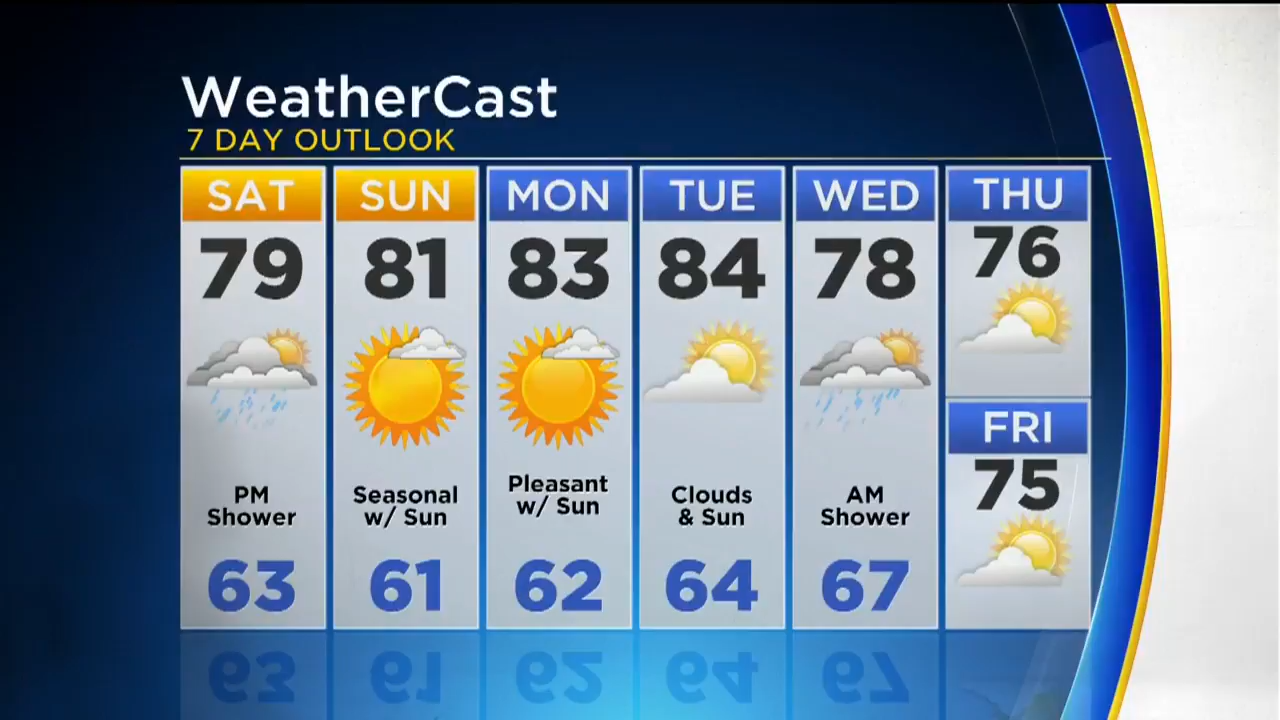 WeatherCast
7 DAY OUTLOOK
SAT
79
PM
Shower
63
SUN
81
Seasonal
w/ Sun
61
MON
83
Pleasant
w/ Sun
62
TUE
84
Clouds
& Sun
64
WED
78
AM
Shower
67
THU
76
FRI
75